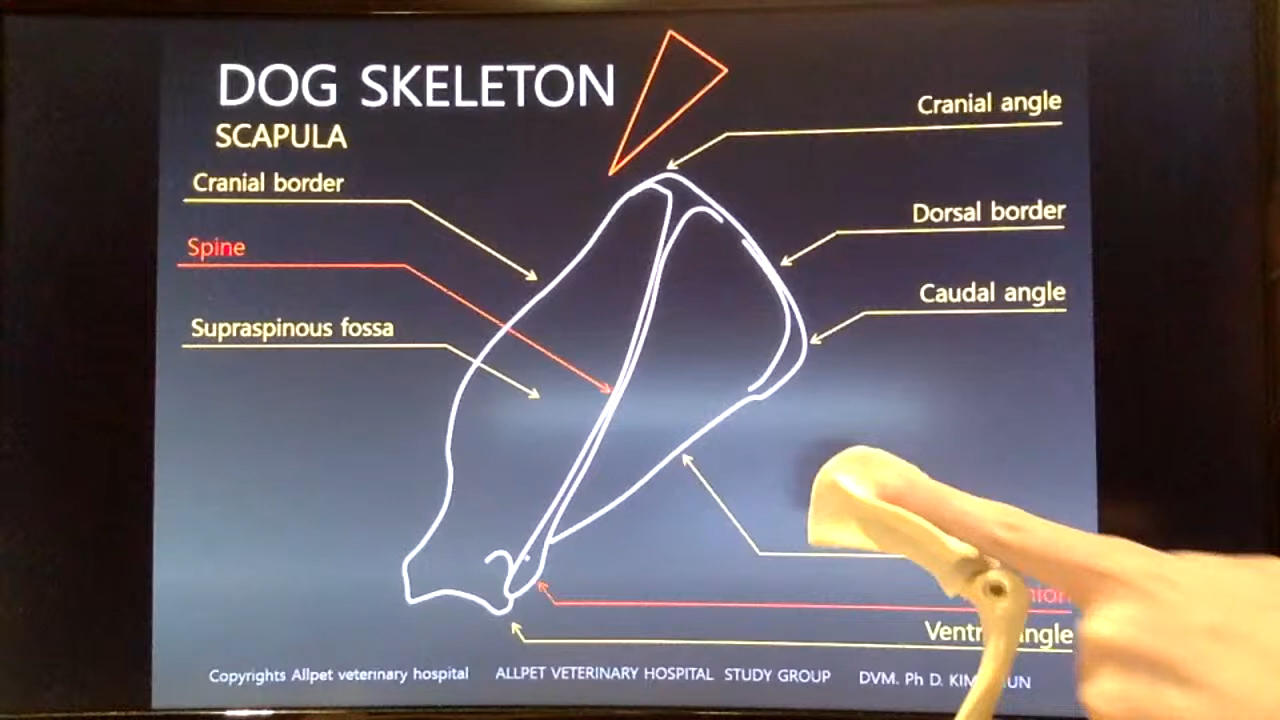 DOG SKELETON
SCAPULA
Cranial border
Spine
Supraspinous fossa
Cranial angle
Dorsal border
Caudal angle
Copyrights Allpet veterinary hospital
ALLPET VETERINARY HOSPITAL STUDY GROUP
DVM. Ph D.